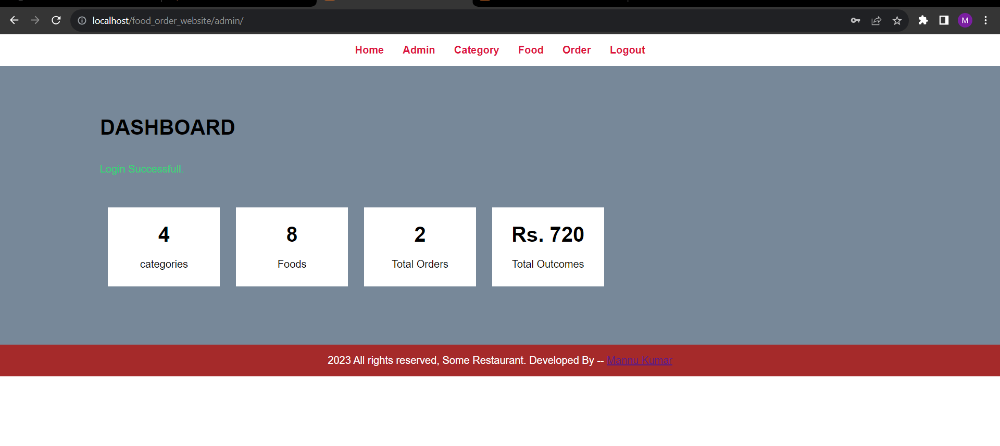 localhost/food_order_website/admin/
M
Home Admin Category Food Order Logout
DASHBOARD
Login Successfull.
4 8 2 Rs. 720
categories Foods Total Orders Total Outcomes
2023 All rights reserved, Some Restaurant. Developed By -- Mannu Kumar